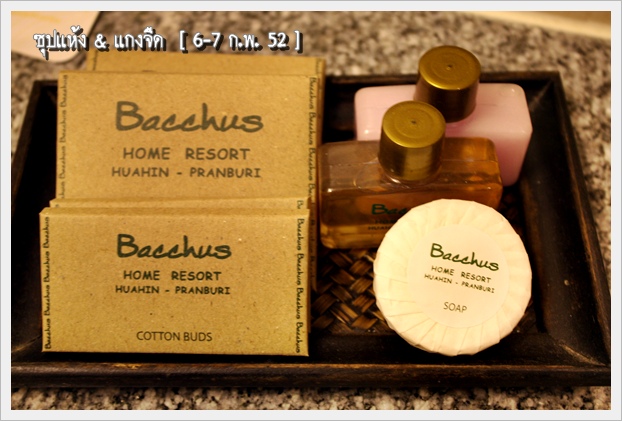 ซุปแห้ง & แกงจืด [ 6-7 ก.พ. 52 ]
Bacchus
HOME RESORT
HUAHIN - PRANBURI
Bacchus
HOME RESORT
HUAHIN - PRANBURI
COTTON BUDS
Bacchus
Bacchus
HOME RESORT
HUAHIN - PRANBURI
SOAP